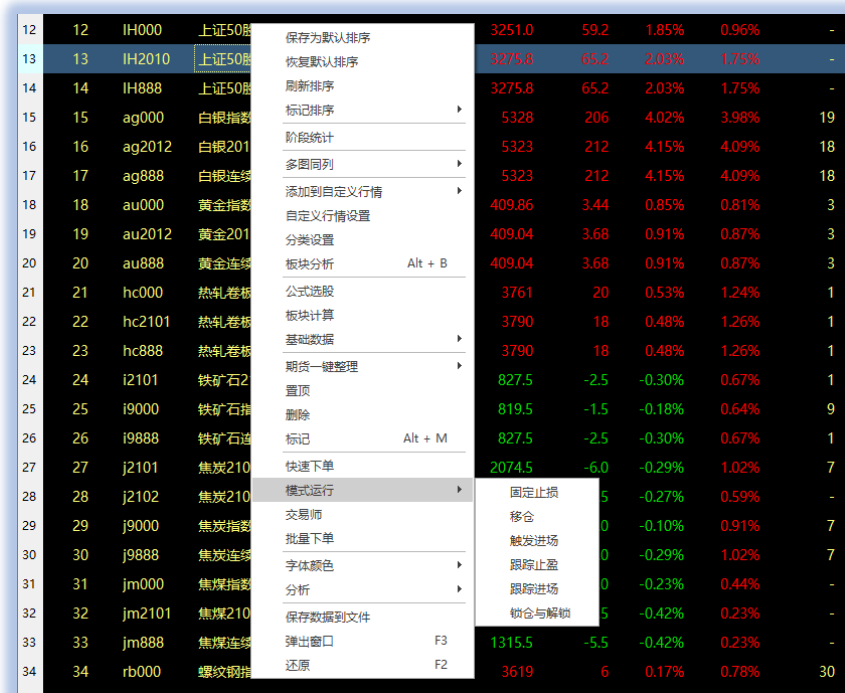 12 12 IH000 上证50股 3251.0 59.2 1.85% 0.96% -
13 13 IH2010 上证50股 3275.8 65.2 2.03% 1.75% -
14 14 IH888 上证50股 3275.8 65.2 2.03% 1.75% -
15 15 ag000 白银指数 5328 206 4.02% 3.98% 19
16 16 ag2012 白银201 5323 212 4.15% 4.09% 18
17 17 ag888 白银连续 5323 212 4.15% 4.09% 18
18 18 au000 黄金指数 409.86 3.44 0.85% 0.81% 3
19 19 au2012 黄金201 409.04 3.68 0.91% 0.87% 3
20 20 au888 黄金连续 409.04 3.68 0.91% 0.87% 3
21 21 hc000 热轧卷板 3761 20 0.53% 1.24% 1
22 22 hc2101 热轧卷板 3790 18 0.48% 1.26% 1
23 23 hc888 热轧卷板 3790 18 0.48% 1.26% 1
24 24 i2101 铁矿石2 827.5 -2.5 -0.30% 0.67% 1
25 25 i9000 铁矿石指 819.5 -1.5 -0.18% 0.64% 9
26 26 i9888 铁矿石连 827.5 -2.5 -0.30% 0.67% 1
27 27 j2101 焦炭210 2074.5 -6.0 -0.29% 1.02% 7
28 28 j2102 焦炭210 5 -0.27% 0.59% -
29 29 j9000 焦炭指数 0 -0.10% 0.91% 7
30 30 j9888 焦炭连续 0 -0.29% 1.02% 7
31 31 jm000 焦煤指数 0 -0.23% 0.44% -
32 32 jm2101 焦煤210 5 -0.42% 0.23% -
33 33 jm888 焦煤连续 1315.5 -5.5 -0.42% 0.23% -
34 34 rb000 螺纹钢指 3619 6 0.17% 0.78% 30
保存为默认排序
恢复默认排序
刷新排序
标记排序
阶段统计
多图同列
添加到自定义行情
自定义行情设置
分类设置
板块分析 Alt + B
公式选股
板块计算
基础数据
期货一键整理
置顶
删除
标记 Alt + M
快速下单
模式运行
交易师
批量下单
字体颜色
分析
保存数据到文件
弹出窗口 F3
还原 F2
固定止损
移仓
触发进场
跟踪止盈
跟踪进场
锁仓与解锁